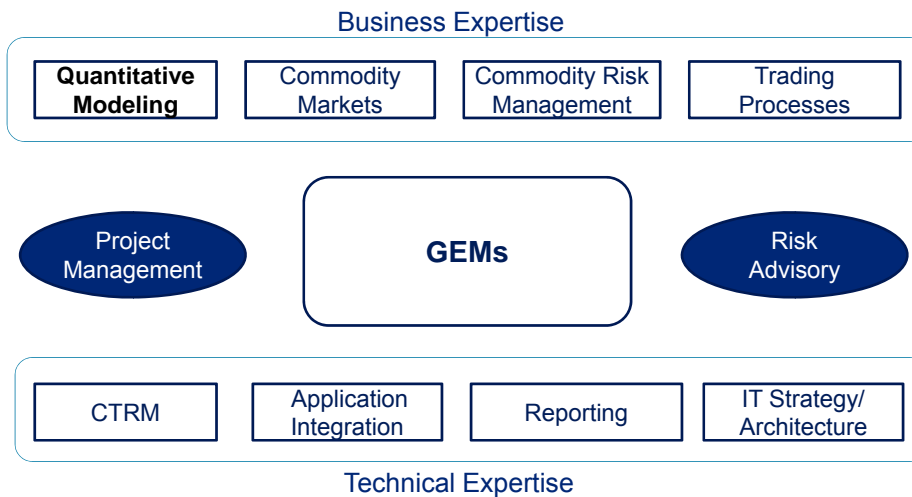 Business Expertise
Quantitative
Modeling
Commodity
Markets
Commodity Risk
Management
Trading
Processes
Project
Management
GEMs
Risk
Advisory
CTRM
Application
Integration
Reporting
IT Strategy/
Architecture
Technical Expertise